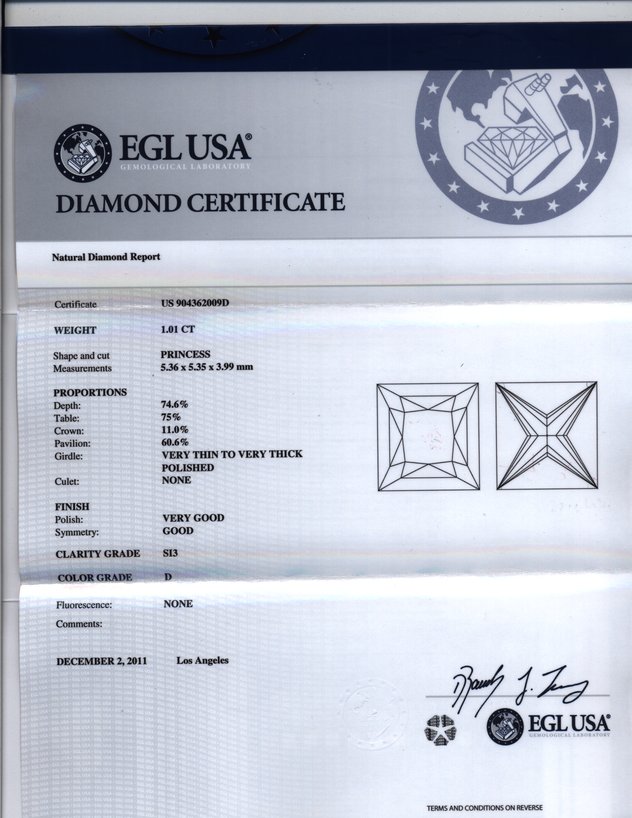 EGL USA®
GEMOLOGICAL LABORATORY
DIAMOND CERTIFICATE
Natural Diamond Report
Certificate US 904362009D
WEIGHT 1.01 CT
Shape and cut PRINCESS
Measurements 5.36 x 5.35 x 3.99 mm
PROPORTIONS
Depth: 74.6%
Table: 75%
Crown: 11.0%
Pavilion: 60.6%
Girdle: VERY THIN TO VERY THICK
POLISHED
Culet: NONE
FINISH
Polish: VERY GOOD
Symmetry: GOOD
CLARITY GRADE SI3
COLOR GRADE D
Fluorescence: NONE
Comments:
DECEMBER 2, 2011 Los Angeles
EGL USA®
GEMOLOGICAL LABORATORY
TERMS AND CONDITIONS ON REVERSE